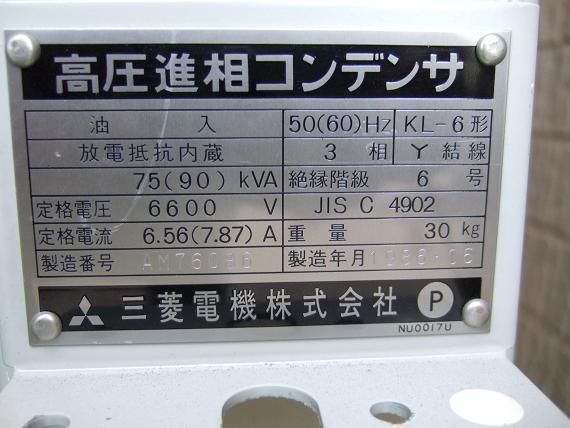 高圧進相コンデンサ
油入 50(60)Hz KL-6形
放電抵抗内蔵 3相 Y結線
75(90) kVA 絶縁階級 6号
定格電圧 6600 V JIS C 4902
定格電流 6.56(7.87) A 重量 30kg
製造番号 製造年月 1986-06
三菱電機株式会社 P
NU0017U